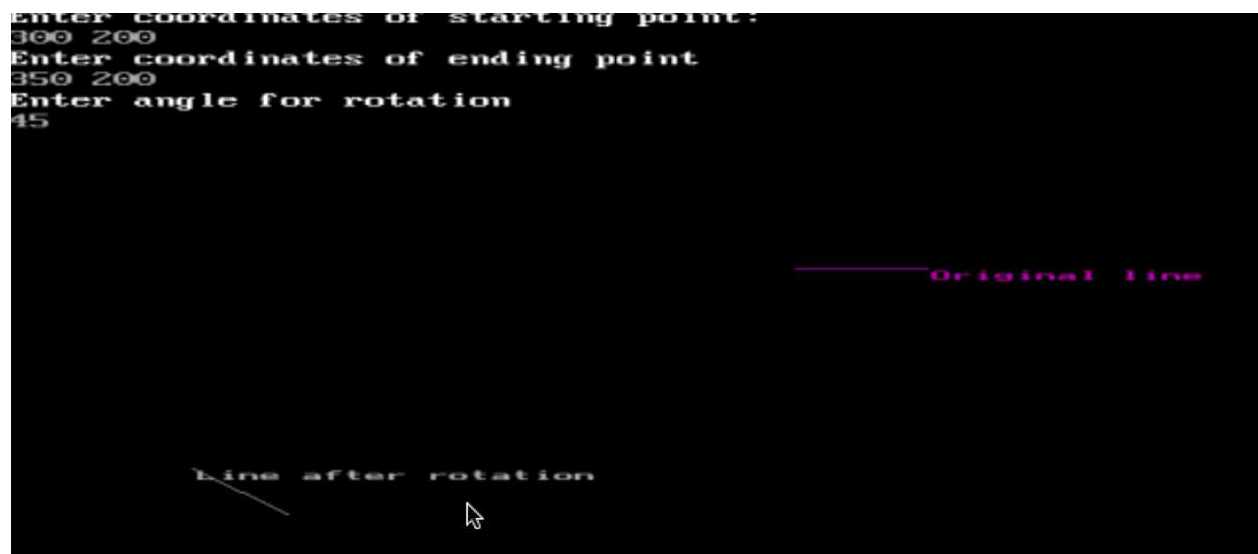 Enter coordinates of starting point:
300 200
Enter coordinates of ending point
350 200
Enter angle for rotation
45
Original line
Line after rotation